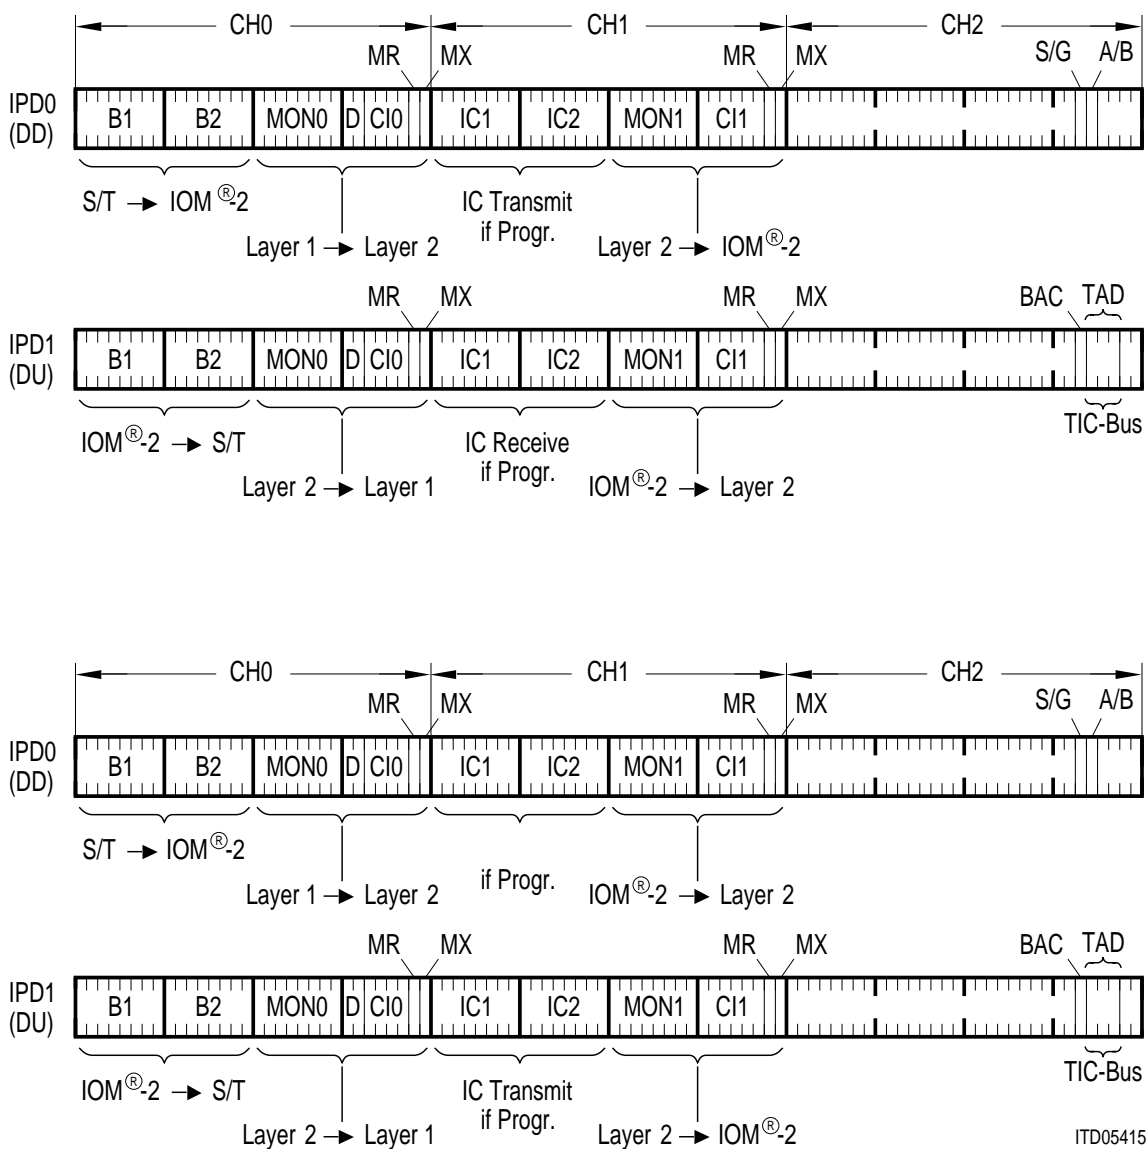 CH0 CH1 CH2
MR MX MR MX S/G A/B
IPD0
(DD)
B1 B2 MON0 D CI0 IC1 IC2 MON1 CI1
S/T → IOM®-2
IC Transmit
if Progr.
Layer 1 → Layer 2
Layer 2 → IOM®-2
MR MX MR MX BAC TAD
IPD1
(DU)
B1 B2 MON0 D CI0 IC1 IC2 MON1 CI1
TIC-Bus
IOM®-2 → S/T
IC Receive
if Progr.
Layer 2 → Layer 1
IOM®-2 → Layer 2
CH0 CH1 CH2
MR MX MR MX S/G A/B
IPD0
(DD)
B1 B2 MON0 D CI0 IC1 IC2 MON1 CI1
S/T → IOM®-2
if Progr.
Layer 1 → Layer 2
IOM®-2 → Layer 2
MR MX MR MX BAC TAD
IPD1
(DU)
B1 B2 MON0 D CI0 IC1 IC2 MON1 CI1
TIC-Bus
IOM®-2 → S/T
IC Transmit
if Progr.
Layer 2 → Layer 1
Layer 2 → IOM®-2
ITD05415